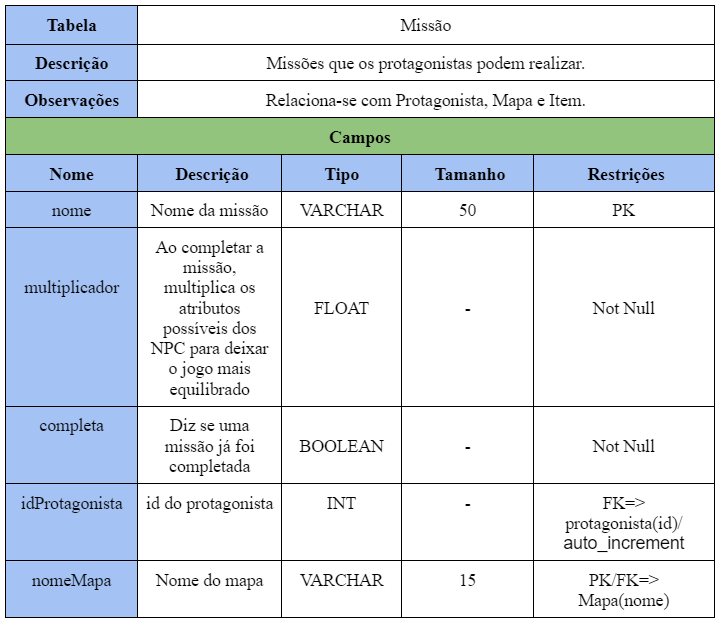 Tabela Missão
Descrição Missões que os protagonistas podem realizar.
Observações Relaciona-se com Protagonista, Mapa e Item.
Campos
Nome Descrição Tipo Tamanho Restrições
nome Nome da missão VARCHAR 50 PK
multiplicador
Ao completar a
missão,
multiplica os
atributos
possiveis dos
NPC para deixar
o jogo mais
equilibrado
FLOAT
-
Not Null
completa
Diz se uma
missão já foi
completada
BOOLEAN
-
Not Null
idProtagonista
id do protagonista
INT
-
FK=>
protagonista(id)/
auto_increment
nomeMapa
Nome do mapa
VARCHAR
15
PK/FK=>
Mapa(nome)